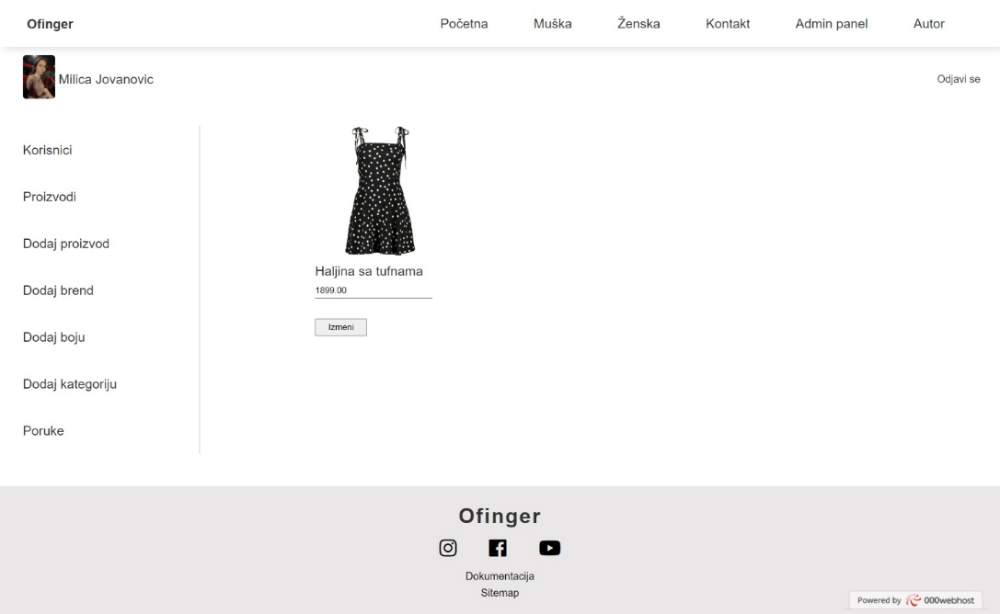 Ofinger
Početna
Muška
Ženska
Kontakt
Admin panel
Autor
Milica Jovanovic
Odjavi se
Korisnici
Proizvodi
Dodaj proizvod
Dodaj brend
Dodaj boju
Dodaj kategoriju
Poruke
Haljina sa tufnama
1899.00
Izmeni
Ofinger
Dokumentacija
Sitemap
Powered by 000webhost